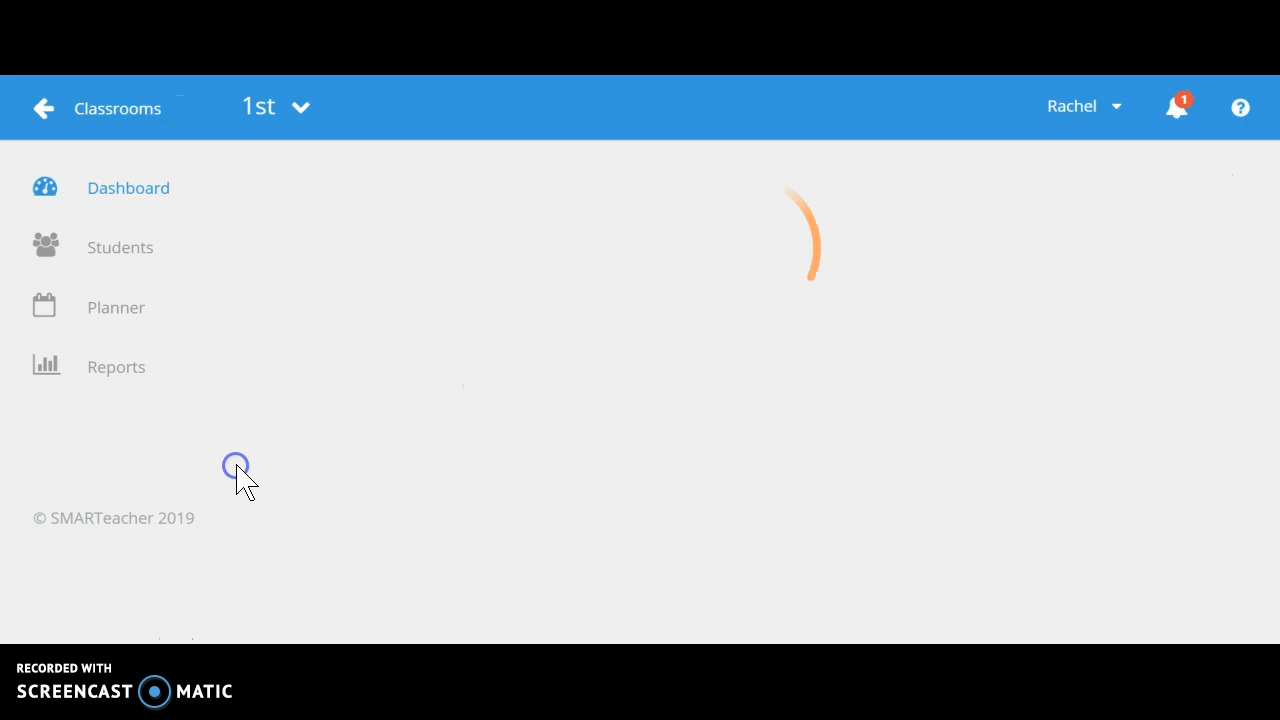 Classrooms
1st
Rachel
1
?
Dashboard
Students
Planner
Reports
© SMARTeacher 2019
RECORDED WITH
SCREENCAST MATIC